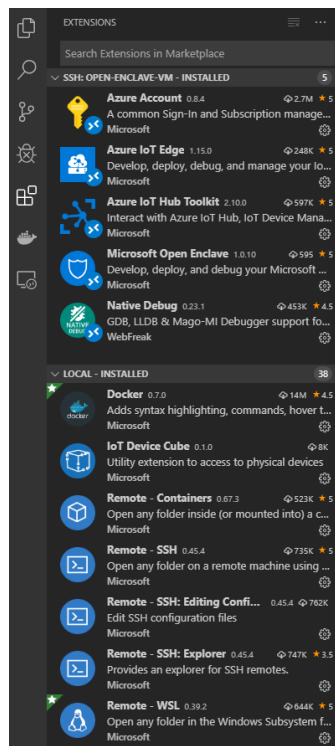 EXTENSIONS
Search Extensions in Marketplace
SSH: OPEN-ENCLAVE-VM - INSTALLED 5
Azure Account 0.8.4 2.7M 5
A common Sign-In and Subscription manage...
Microsoft
Azure IoT Edge 1.15.0 248K 5
Develop, deploy, debug, and manage your Io...
Microsoft
Azure IoT Hub Toolkit 2.10.0 597K 5
Interact with Azure IoT Hub, IoT Device Mana...
Microsoft
Microsoft Open Enclave 1.0.10 595 5
Develop, deploy, and debug your Microsoft ...
Microsoft
NATIVE
DEBUG
Native Debug 0.23.1 453K 4.5
GDB, LLDB & Mago-MI Debugger support fo...
WebFreak
LOCAL - INSTALLED 38
docker
Docker 0.7.0 14M 4.5
Adds syntax highlighting, commands, hover t...
Microsoft
IoT Device Cube 0.1.0 8K
Utility extension to access to physical devices
Microsoft
Remote - Containers 0.67.3 523K 5
Open any folder inside (or mounted into) a c...
Microsoft
Remote - SSH 0.45.4 735K 5
Open any folder on a remote machine using ...
Microsoft
Remote - SSH: Editing Confi... 0.45.4 762K
Edit SSH configuration files
Microsoft
Remote - SSH: Explorer 0.45.4 747K 3.5
Provides an explorer for SSH remotes.
Microsoft
Remote - WSL 0.39.2 644K 5
Open any folder in the Windows Subsystem f...
Microsoft